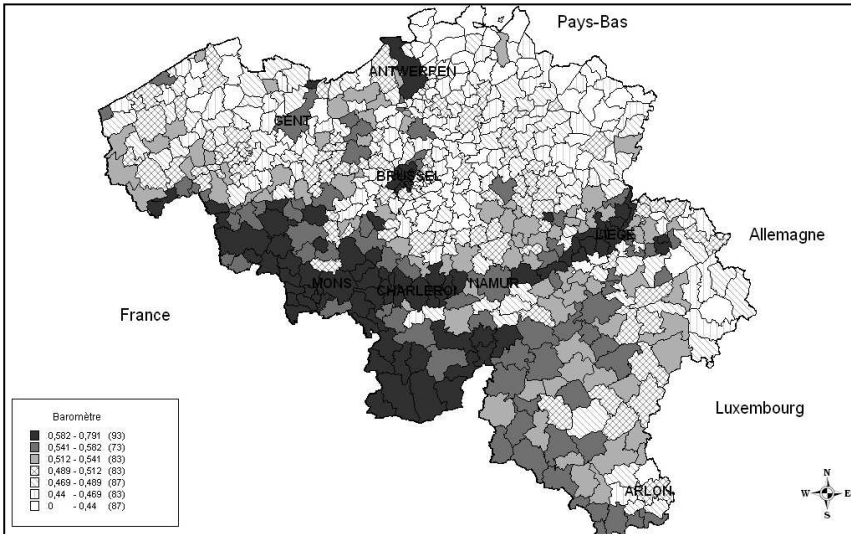 Pays-Bas
ANTWERPEN
GENT
BRUSSEL
Allemagne
LIEGE
MONS
CHARLEROI
NAMUR
France
Luxembourg
Baromètre
0,582 - 0,791 (93)
0,541 - 0,582 (73)
0,512 - 0,541 (83)
0,489 - 0,512 (83)
0,469 - 0,489 (87)
0,44 - 0,469 (83)
0 - 0,44 (87)
ARLON
N
W E
S